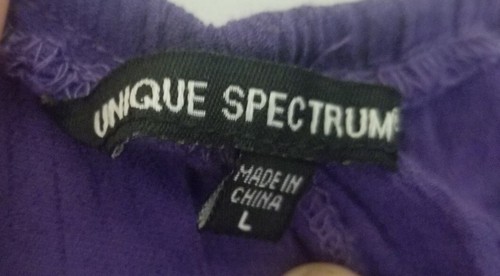 UNIQUE SPECTRUM
MADE IN
CHINA
L